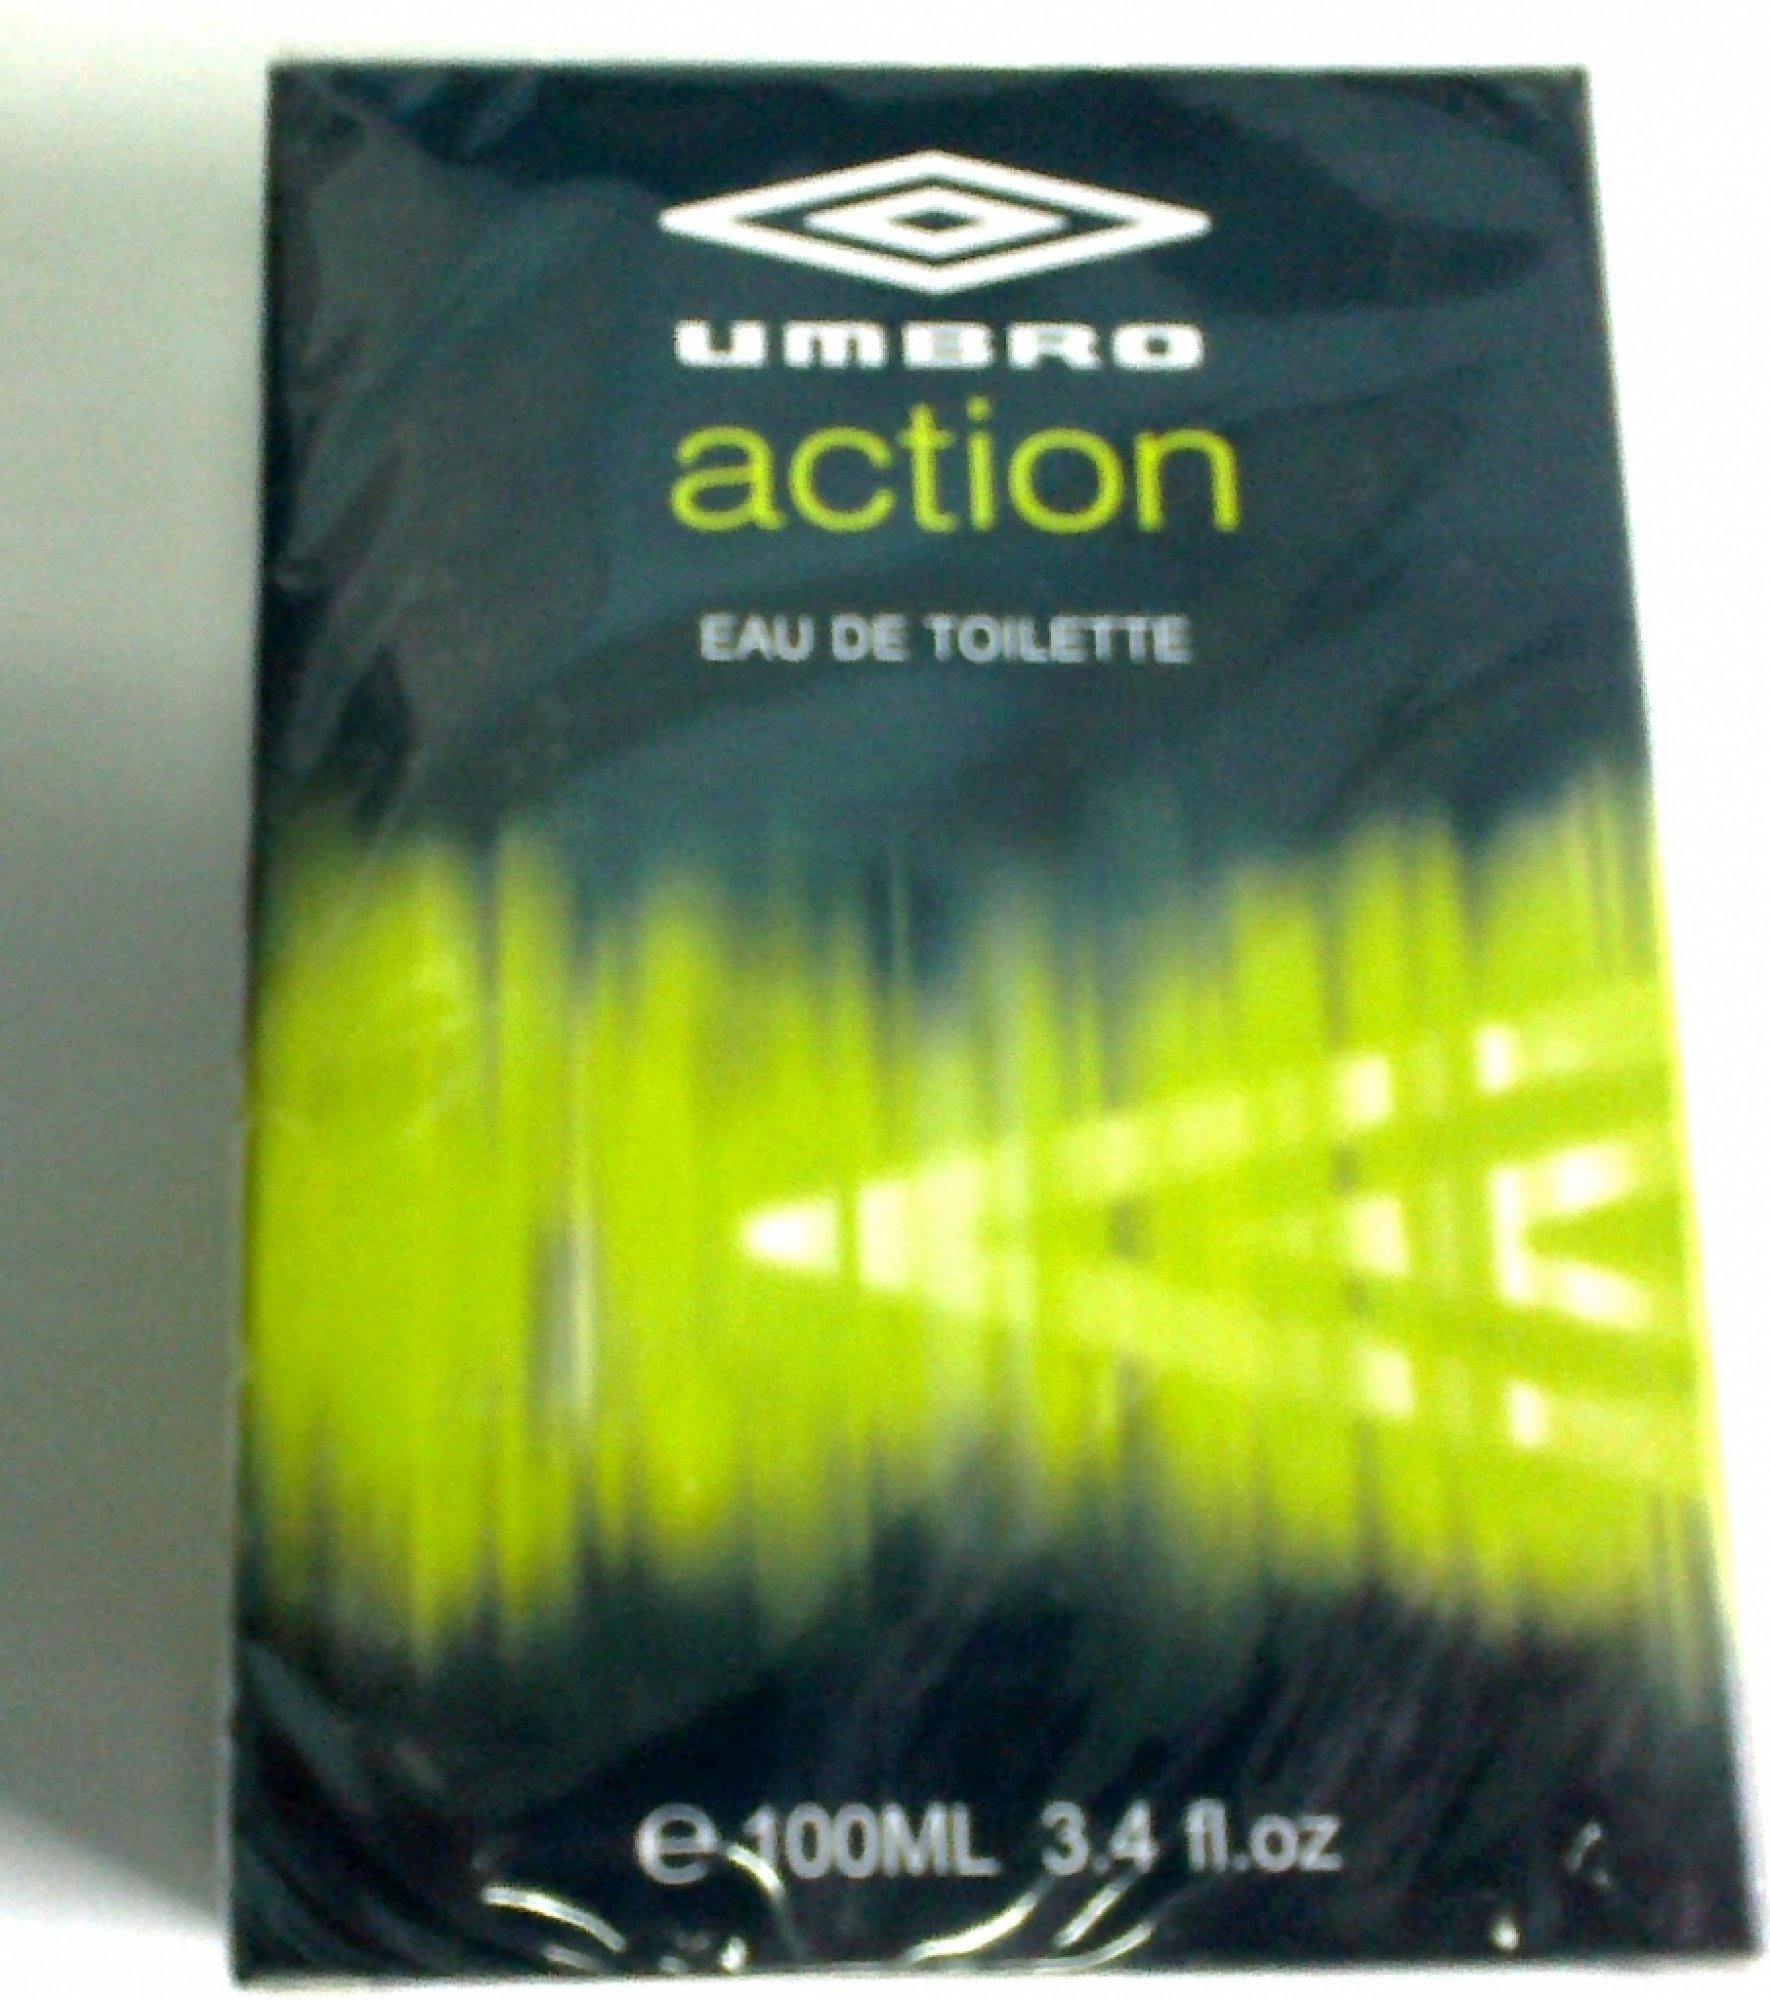 UMBRO
action
EAU DE TOILETTE
℮ 100ML 3.4 fl.oz